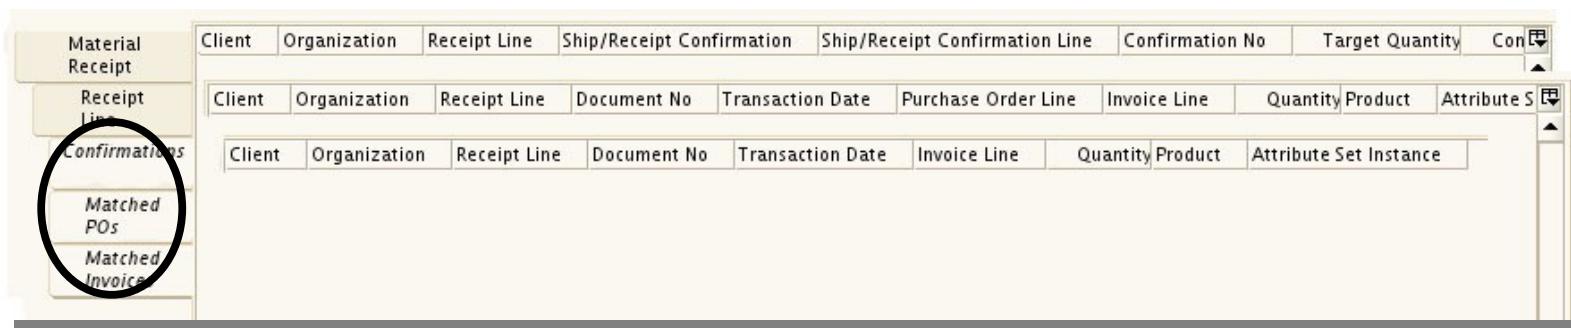 Material
Receipt
Receipt
Line
Confirmations
Matched
POs
Matched
Invoices
Client Organization Receipt Line Ship/Receipt Confirmation Ship/Receipt Confirmation Line Confirmation No Target Quantity Con
Client Organization Receipt Line Document No Transaction Date Purchase Order Line Invoice Line Quantity Product Attribute S
Client Organization Receipt Line Document No Transaction Date Invoice Line Quantity Product Attribute Set Instance